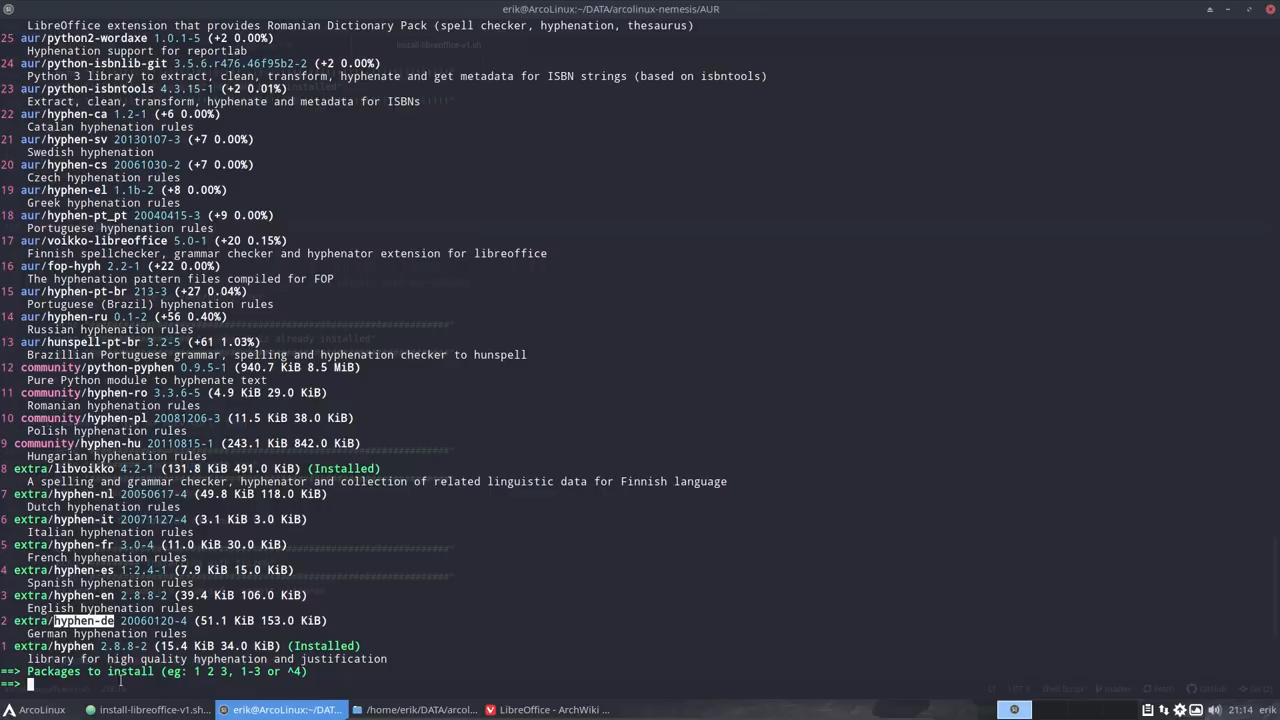 erik@ArcoLinux:~/DATA/arcolinux-nemesis/AUR
LibreOffice extension that provides Romanian Dictionary Pack (spell checker, hyphenation, thesaurus)
25 aur/python2-wordaxe 1.0.1-5 (+2 0.00%)
Hyphenation support for reportlab
install-libreoffice-v1.sh
24 aur/python-isbnlib-git 3.5.6.r476.46f95b2-2 (+2 0.00%)
Python 3 library to extract, clean, transform, hyphenate and get metadata for ISBN strings (based on isbntools)
23 aur/python-isbntools 4.3.15-1 (+2 0.01%)
Extract, clean, transform, hyphenate and metadata for ISBNs
22 aur/hyphen-ca 1.2-1 (+6 0.00%)
Catalan hyphenation rules
21 aur/hyphen-sv 20130107-3 (+7 0.00%)
Swedish hyphenation
20 aur/hyphen-cs 20061030-2 (+7 0.00%)
Czech hyphenation rules
19 aur/hyphen-el 1.1b-2 (+8 0.00%)
Greek hyphenation rules
18 aur/hyphen-pt_pt 20040415-3 (+9 0.00%)
Portuguese hyphenation rules
17 aur/voikko-libreoffice 5.0-1 (+20 0.15%)
Finnish spellchecker, grammar checker and hyphenator extension for libreoffice
16 aur/fop-hyph 2.2-1 (+22 0.00%)
The hyphenation pattern files compiled for FOP
15 aur/hyphen-pt-br 213-3 (+27 0.04%)
Portuguese (Brazil) hyphenation rules
14 aur/hyphen-ru 0.1-2 (+56 0.40%)
Russian hyphenation rules
13 aur/hunspell-pt-br 3.2-5 (+61 1.03%)
Brazillian Portuguese grammar, spelling and hyphenation checker to hunspell
12 community/python-pyphen 0.9.5-1 (940.7 KiB 8.5 MiB)
Pure Python module to hyphenate text
11 community/hyphen-ro 3.3.6-5 (4.9 KiB 29.0 KiB)
Romanian hyphenation rules
10 community/hyphen-pl 20081206-3 (11.5 KiB 38.0 KiB)
Polish hyphenation rules
9 community/hyphen-hu 20110815-1 (243.1 KiB 842.0 KiB)
Hungarian hyphenation rules
8 extra/libvoikko 4.2-1 (131.8 KiB 491.0 KiB) (Installed)
A spelling and grammar checker, hyphenator and collection of related linguistic data for Finnish language
7 extra/hyphen-nl 20050617-4 (49.8 KiB 118.0 KiB)
Dutch hyphenation rules
6 extra/hyphen-it 20071127-4 (3.1 KiB 3.0 KiB)
Italian hyphenation rules
5 extra/hyphen-fr 3.0-4 (11.0 KiB 30.0 KiB)
French hyphenation rules
4 extra/hyphen-es 1:2.4-1 (7.9 KiB 15.0 KiB)
Spanish hyphenation rules
3 extra/hyphen-en 2.8.8-2 (39.4 KiB 106.0 KiB)
English hyphenation rules
2 extra/hyphen-de 20060120-4 (51.1 KiB 153.0 KiB)
German hyphenation rules
1 extra/hyphen 2.8.8-2 (15.4 KiB 34.0 KiB) (Installed)
library for high quality hyphenation and justification
==> Packages to install (eg: 1 2 3, 1-3 or ^4)
==>
Shell Script master Fetch GitHub Git (2)
ArcoLinux install-libreoffice-v1.sh... erik@ArcoLinux:~/DAT... /home/erik/DATA/arcol... LibreOffice - ArchWiki ... 21:14 erik